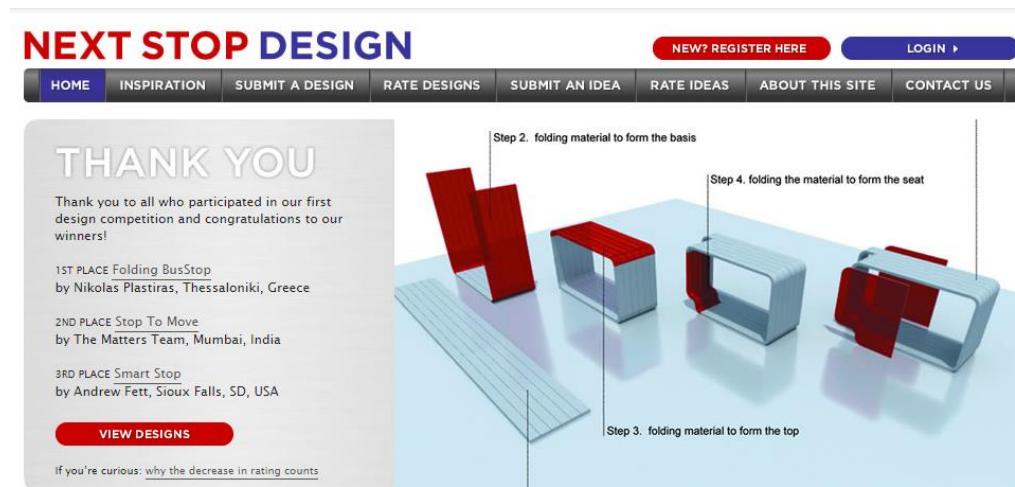 NEXT STOP DESIGN
NEW? REGISTER HERE
LOGIN
HOME INSPIRATION SUBMIT A DESIGN RATE DESIGNS SUBMIT AN IDEA RATE IDEAS ABOUT THIS SITE CONTACT US
THANK YOU
Thank you to all who participated in our first
design competition and congratulations to our
winners!
1ST PLACE Folding BusStop
by Nikolas Plastiras, Thessaloniki, Greece
2ND PLACE Stop To Move
by The Matters Team, Mumbai, India
3RD PLACE Smart Stop
by Andrew Fett, Sioux Falls, SD, USA
VIEW DESIGNS
If you're curious: why the decrease in rating counts
Step 2. folding material to form the basis
Step 4. folding the material to form the seat
Step 3. folding material to form the top